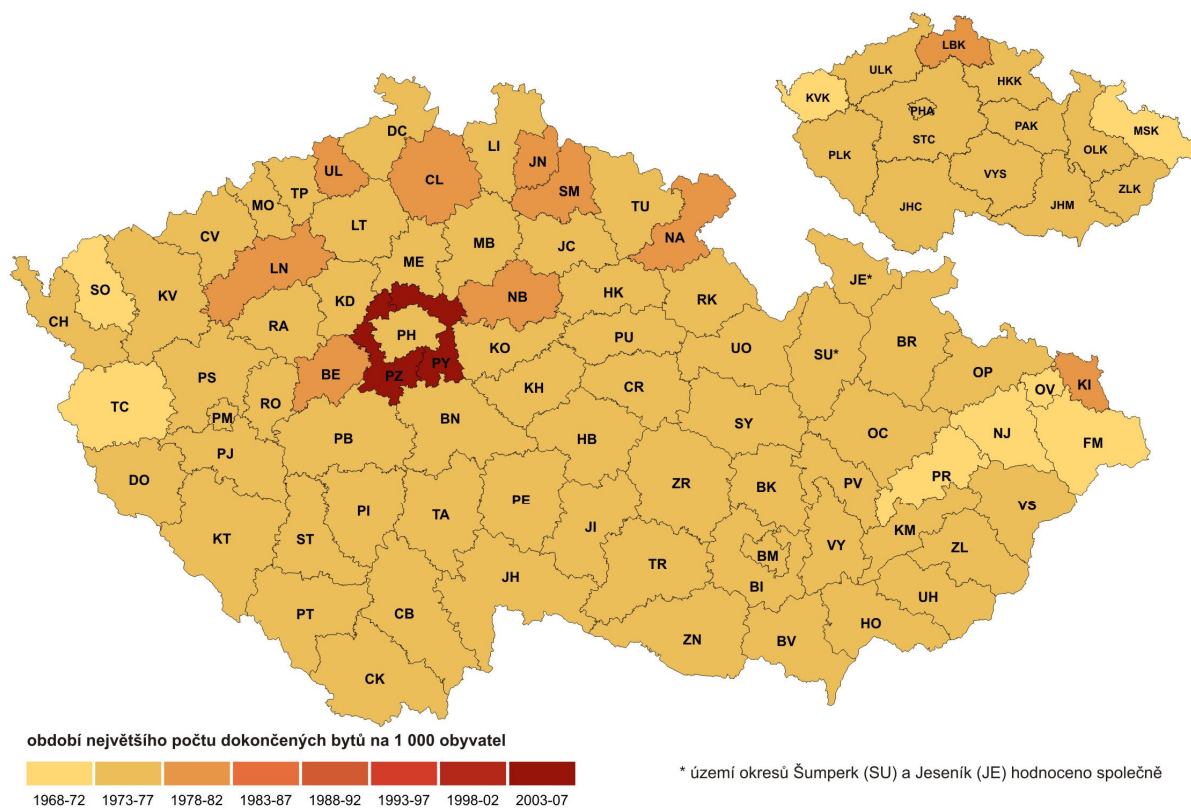 LBK
ULK
HKK
KVK
PHA
PAK
MSK
STC
OLK
PLK
VYS
ZLK
JHC
JHM
DC
LI
JN
UL
CL
SM
TP
MO
TU
LT
CV
MB
JC
NA
ME
LN
SO
KV
NB
HK
JE*
KD
RK
CH
RA
PH
PU
KO
UO
SU*
BR
PY
PZ
BE
OP
PS
KH
CR
OV
KI
TC
RO
PM
BN
SY
OC
NJ
FM
PB
HB
PJ
DO
PR
ZR
BK
PV
PE
VS
PI
TA
JI
KM
KT
ST
VY
ZL
BM
TR
JH
BI
UH
PT
CB
HO
ZN
BV
CK
období největšího počtu dokončených bytů na 1 000 obyvatel
1968-72 1973-77 1978-82 1983-87 1988-92 1993-97 1998-02 2003-07
* území okresů Šumperk (SU) a Jeseník (JE) hodnoceno společně